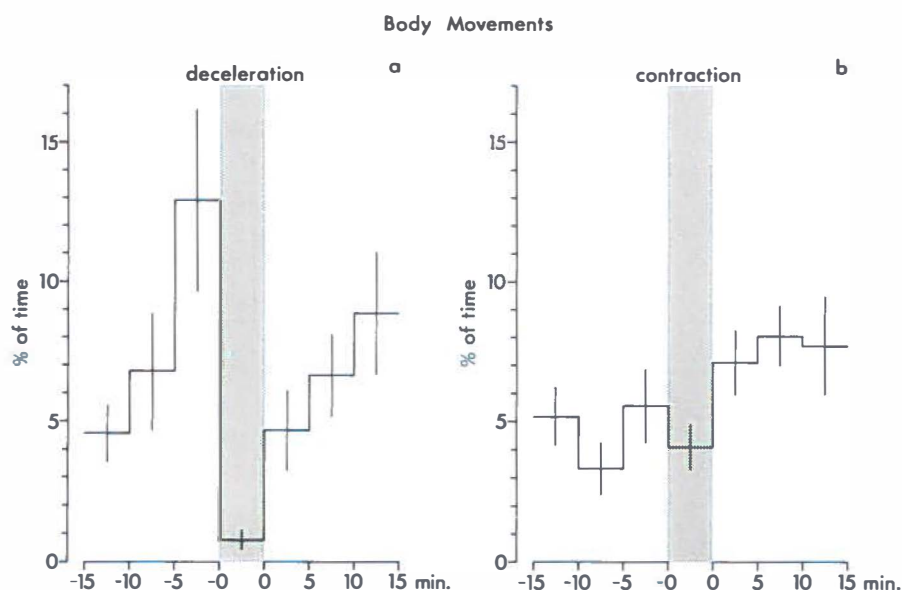 Body Movements
deceleration a
15
10
5
0
% of time
-15 -10 -5 -0 0 5 10 15 min.
contraction b
15
10
5
0
% of time
-15 -10 -5 -0 0 5 10 15 min.